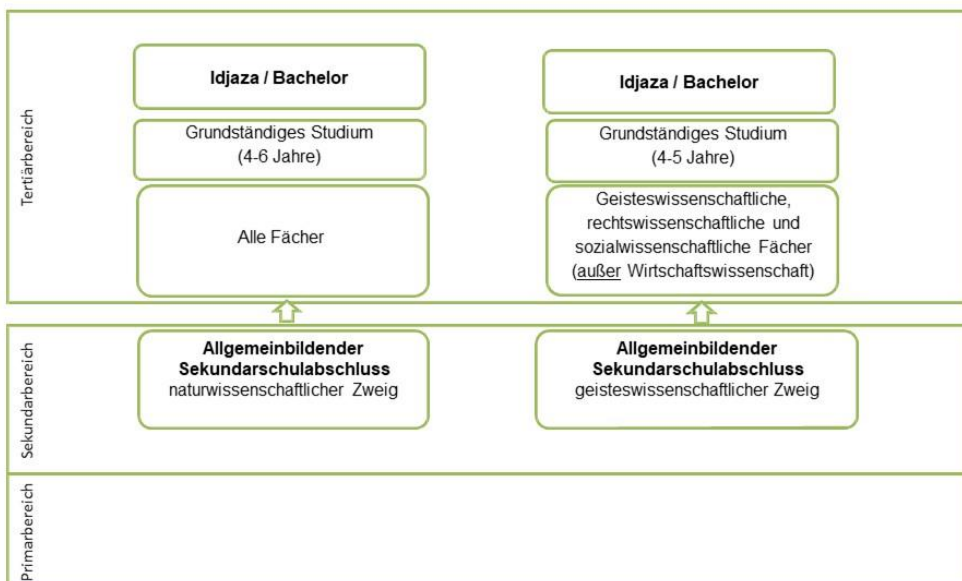 Tertiärbereich
Idjaza / Bachelor
Grundständiges Studium
(4-6 Jahre)
Alle Fächer
Idjaza / Bachelor
Grundständiges Studium
(4-5 Jahre)
Geisteswissenschaftliche,
rechtswissenschaftliche und
sozialwissenschaftliche Fächer
(außer Wirtschaftswissenschaft)
Sekundarbereich
Allgemeinbildender
Sekundarschulabschluss
naturwissenschaftlicher Zweig
Allgemeinbildender
Sekundarschulabschluss
geisteswissenschaftlicher Zweig
Primarbereich